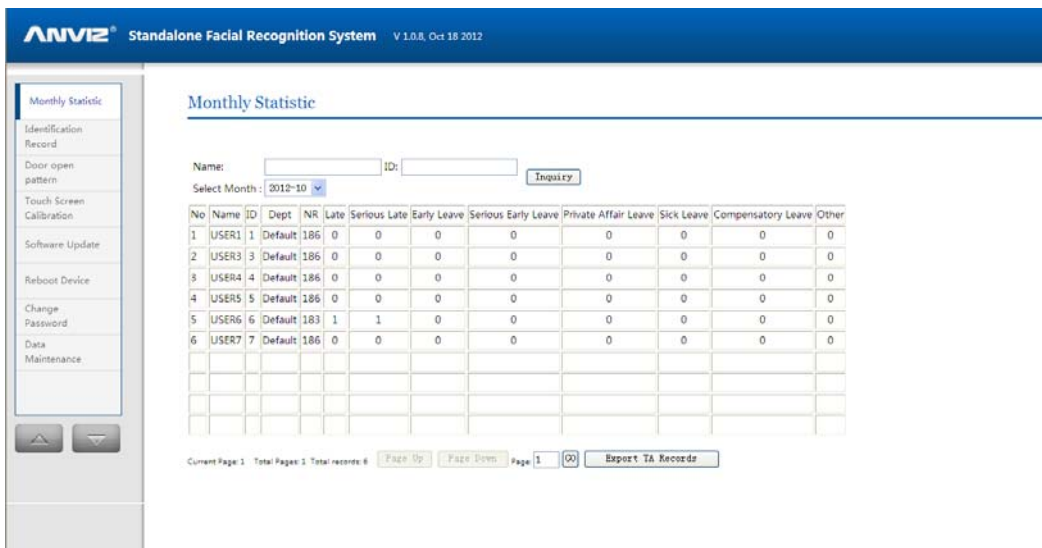 ANVIZ® Standalone Facial Recognition System V 1.0.8, Oct 18 2012
Monthly Statistic
Identification
Record
Door open
pattern
Touch Screen
Calibration
Software Update
Reboot Device
Change
Password
Data
Maintenance
Monthly Statistic
Name: ID: Inquiry
Select Month : 2012-10
No Name ID Dept NR Late Serious Late Early Leave Serious Early Leave Private Affair Leave Sick Leave Compensatory Leave Other
1 USER1 1 Default 186 0 0 0 0 0 0 0 0
2 USER3 3 Default 186 0 0 0 0 0 0 0 0
3 USER4 4 Default 186 0 0 0 0 0 0 0 0
4 USER5 5 Default 186 0 0 0 0 0 0 0 0
5 USER6 6 Default 183 1 1 0 0 0 0 0 0
6 USER7 7 Default 186 0 0 0 0 0 0 0 0
Current Page: 1 Total Pages: 1 Total records: 6 Page Up Page Down Page 1 GO Export TA Records